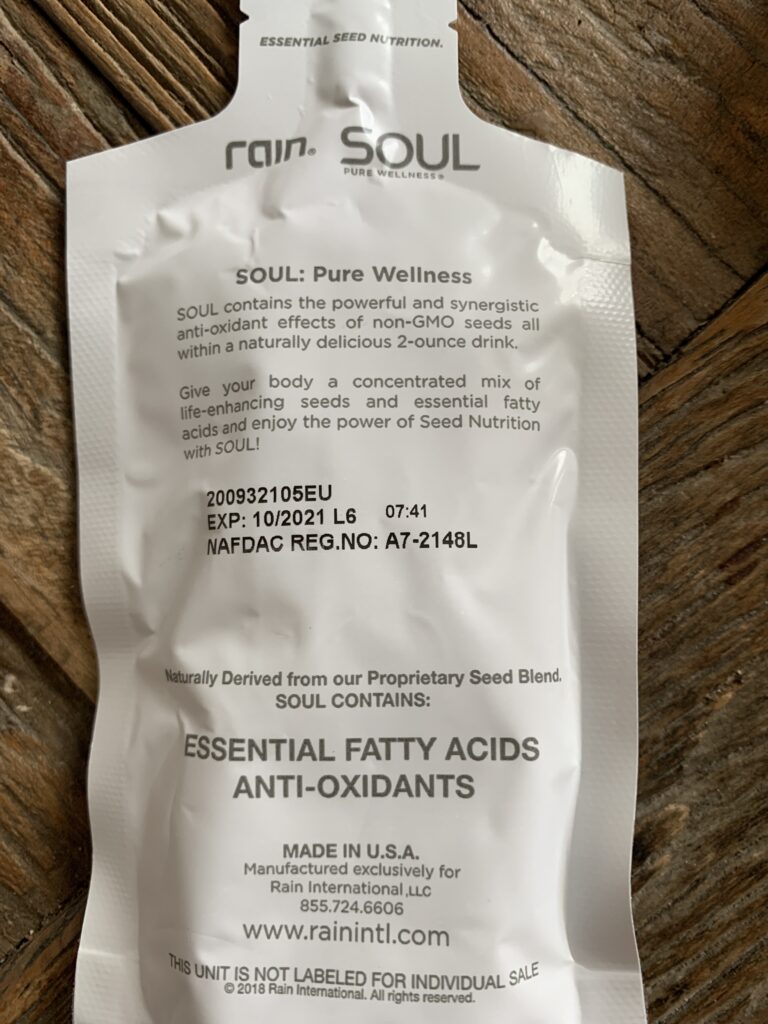 ESSENTIAL SEED NUTRITION.
rain® SOUL
PURE WELLNESS®
SOUL: Pure Wellness
SOUL contains the powerful and synergistic
anti-oxidant effects of non-GMO seeds all
within a naturally delicious 2-ounce drink.
Give your body a concentrated mix of
life-enhancing seeds and essential fatty
acids and enjoy the power of Seed Nutrition
with SOUL!
200932105EU
EXP: 10/2021 L6 07:41
NAFDAC REG.NO: A7-2148L
Naturally Derived from our Proprietary Seed Blend.
SOUL CONTAINS:
ESSENTIAL FATTY ACIDS
ANTI-OXIDANTS
MADE IN U.S.A.
Manufactured exclusively for
Rain International,LLC
855.724.6606
www.rainintl.com
THIS UNIT IS NOT LABELED FOR INDIVIDUAL SALE
© 2018 Rain International. All rights reserved.